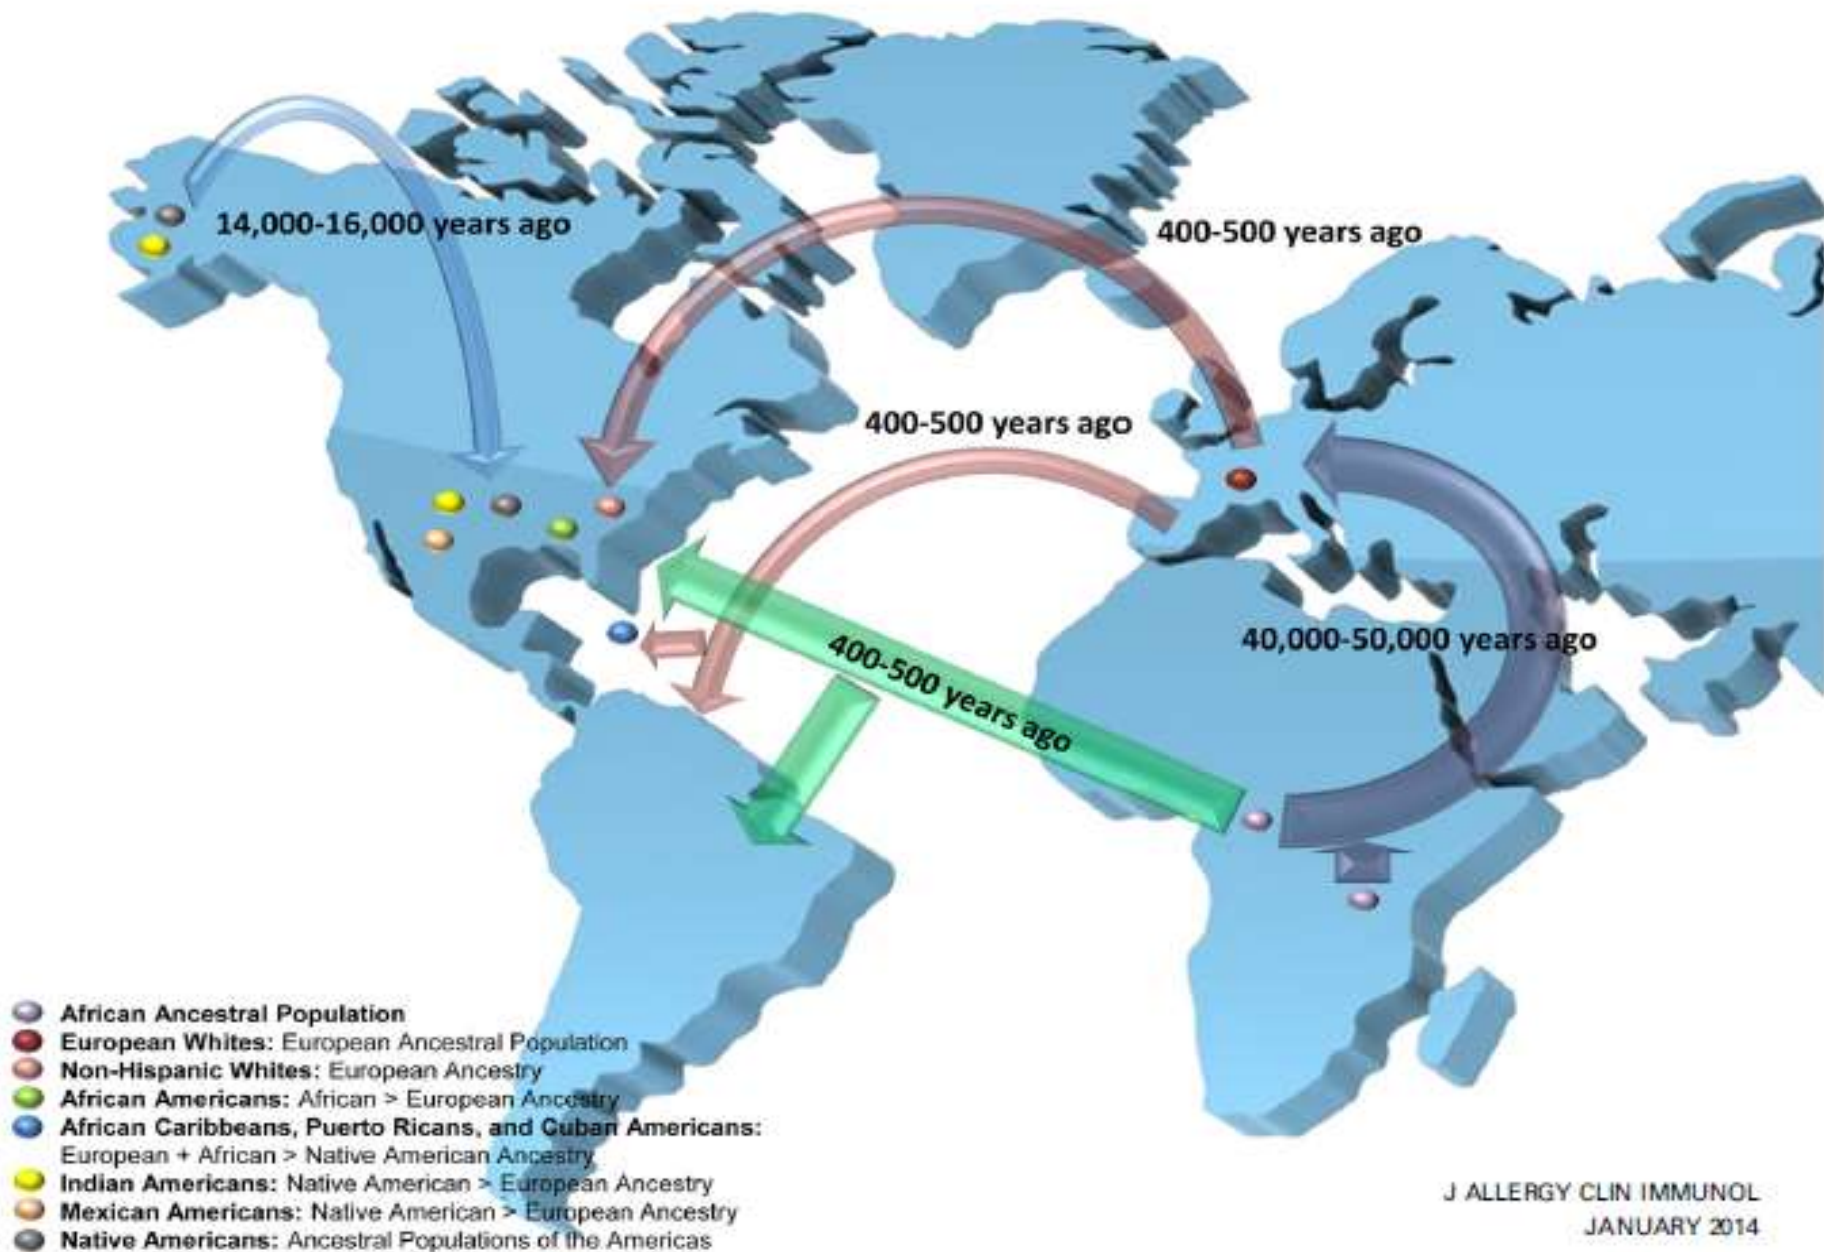 14,000-16,000 years ago
400-500 years ago
400-500 years ago
400-500 years ago
40,000-50,000 years ago
African Ancestral Population
European Whites: European Ancestral Population
Non-Hispanic Whites: European Ancestry
African Americans: African > European Ancestry
African Caribbeans, Puerto Ricans, and Cuban Americans:
European + African > Native American Ancestry
Indian Americans: Native American > European Ancestry
Mexican Americans: Native American > European Ancestry
Native Americans: Ancestral Populations of the Americas
J ALLERGY CLIN IMMUNOL
JANUARY 2014